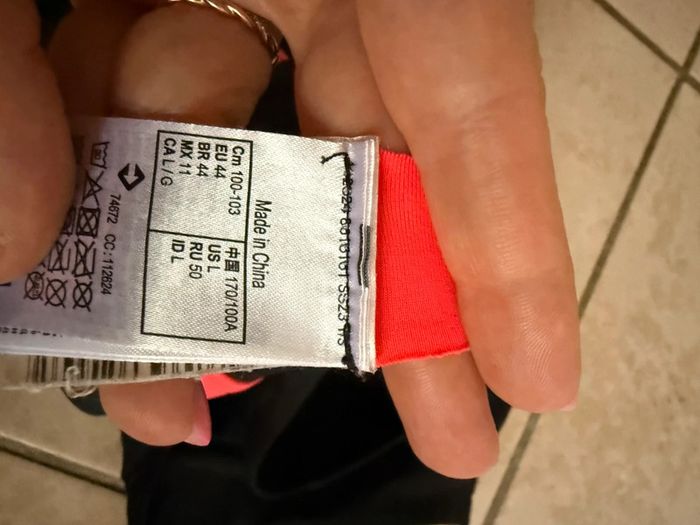 Made in China
Cm 100-103
EU 44
BR 44
MX 11
CA L / G
中国 170/100A
US L
RU 50
ID L
74672 CC : 112624